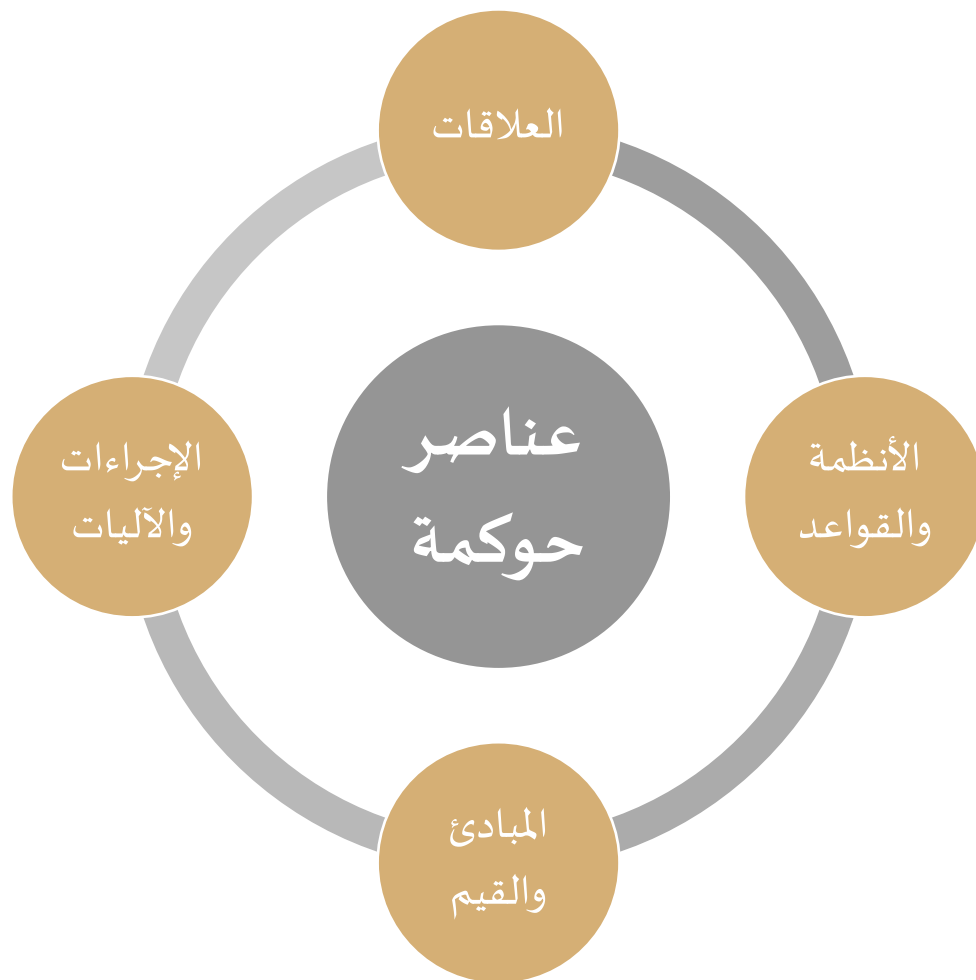 العلاقات
عناصر
حوكمة
الأنظمة
والقواعد
المبادئ
والقيم
الإجراءات
والآليات